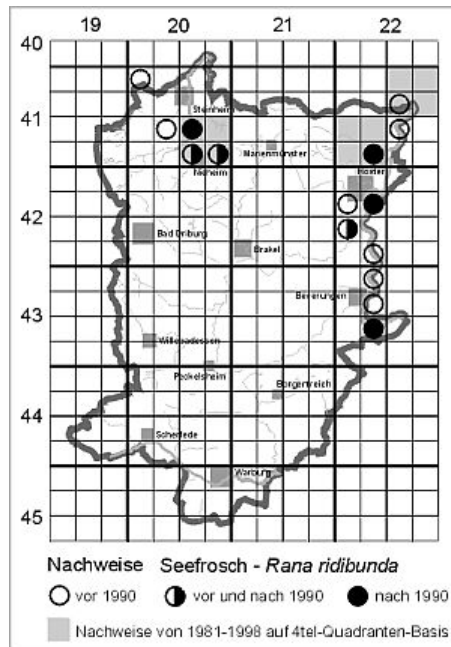 19 20 21 22
40
41
42
43
44
45
Steinheim
Marienmünster
Nieheim
Höxter
Bad Driburg
Brakel
Beverungen
Willebadessen
Peckelsheim
Borgentreich
Scherfede
Warburg
Nachweise Seefrosch - Rana ridibunda
vor 1990 vor und nach 1990 nach 1990
Nachweise von 1981-1998 auf 4tel-Quadranten-Basis